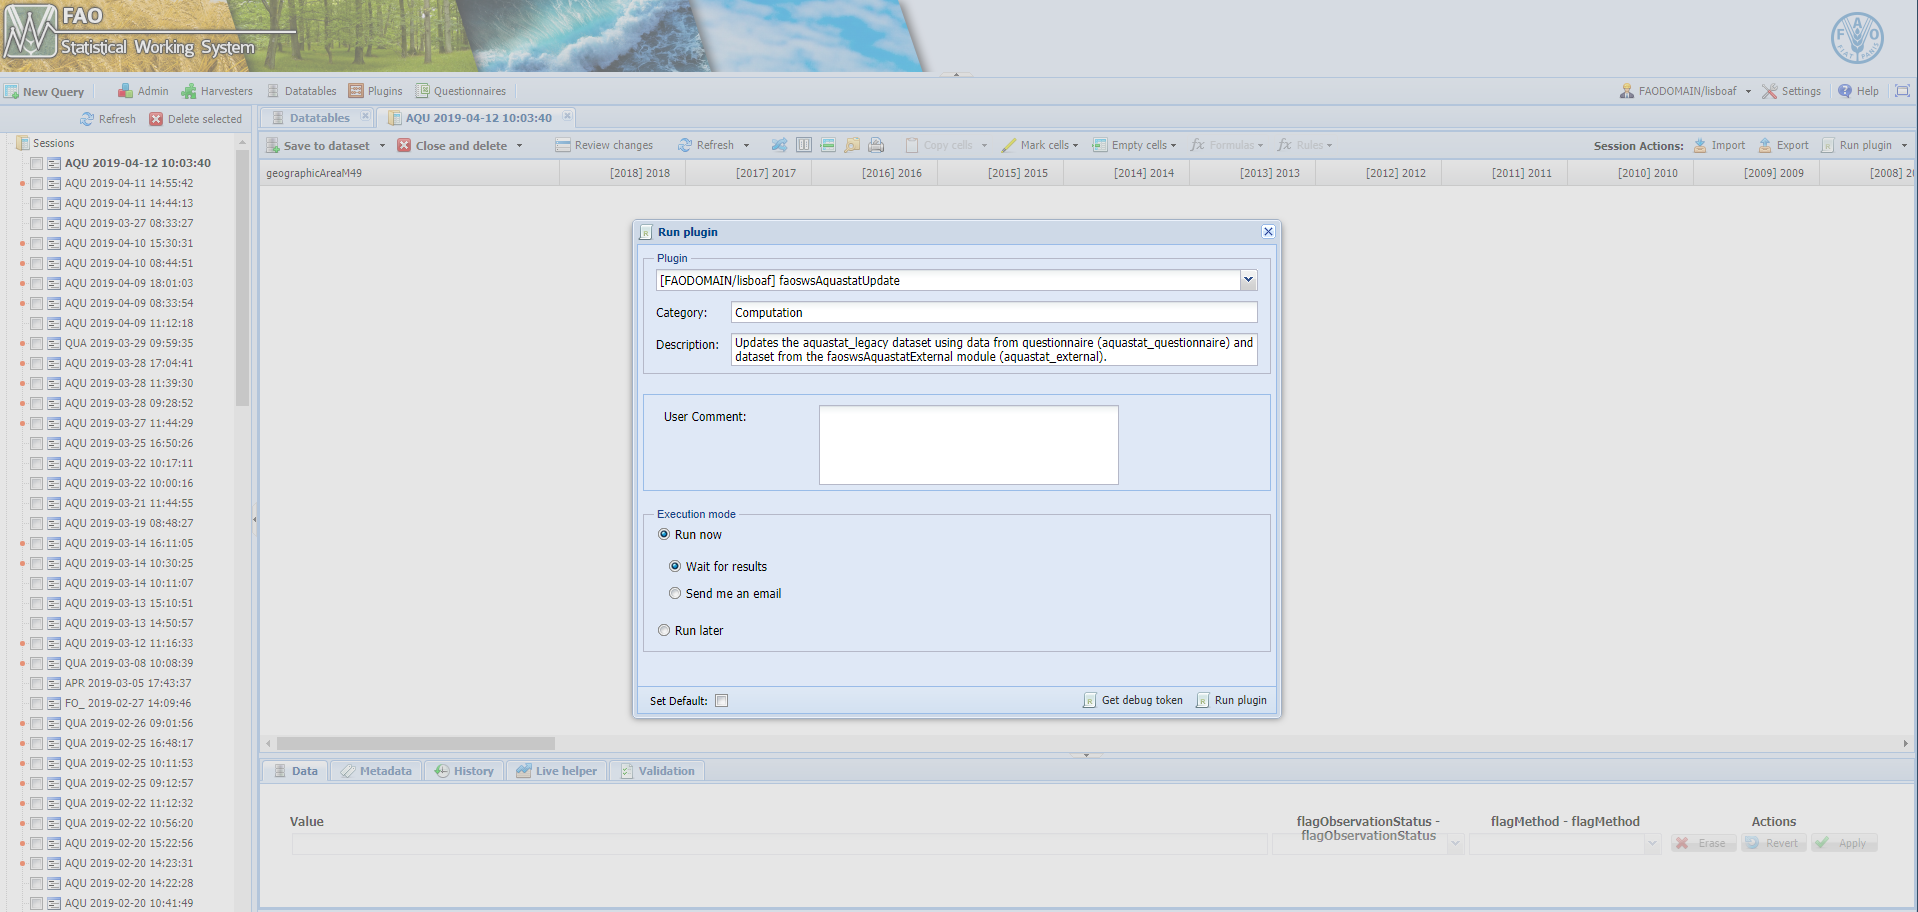 FAO
Statistical Working System
New Query
Admin
Harvesters
Datatables
Plugins
Questionnaires
FAODOMAIN/lisboaf
Settings
Help
Refresh
Delete selected
Datatables
AQU 2019-04-12 10:03:40
Save to dataset
Close and delete
Review changes
Refresh
Copy cells
Mark cells
Empty cells
Formulas
Rules
Session Actions:
Import
Export
Run plugin
geographicAreaM49
[2018] 2018
[2017] 2017
[2016] 2016
[2015] 2015
[2014] 2014
[2013] 2013
[2012] 2012
[2011] 2011
[2010] 2010
[2009] 2009
Sessions
AQU 2019-04-12 10:03:40
AQU 2019-04-11 14:55:42
AQU 2019-04-11 14:44:13
AQU 2019-03-27 08:33:27
AQU 2019-04-10 15:30:31
AQU 2019-04-10 08:44:51
AQU 2019-04-09 18:01:03
AQU 2019-04-09 08:33:54
AQU 2019-04-09 11:12:18
QUA 2019-03-29 09:59:35
AQU 2019-03-28 17:04:41
AQU 2019-03-28 11:39:30
AQU 2019-03-28 09:28:52
AQU 2019-03-27 11:44:29
AQU 2019-03-25 16:50:26
AQU 2019-03-22 10:17:11
AQU 2019-03-22 10:00:16
AQU 2019-03-21 11:44:55
AQU 2019-03-19 08:48:27
AQU 2019-03-14 16:11:05
AQU 2019-03-14 10:30:25
AQU 2019-03-14 10:11:07
AQU 2019-03-13 15:10:51
AQU 2019-03-13 14:50:57
AQU 2019-03-12 11:16:33
QUA 2019-03-08 10:08:39
APR 2019-03-05 17:43:37
FO_ 2019-02-27 14:09:46
QUA 2019-02-26 09:01:56
QUA 2019-02-25 16:48:17
QUA 2019-02-25 10:11:53
QUA 2019-02-25 09:12:57
QUA 2019-02-22 11:12:32
QUA 2019-02-22 10:56:20
AQU 2019-02-20 15:22:56
AQU 2019-02-20 14:23:31
AQU 2019-02-20 14:22:28
AQU 2019-02-20 10:41:49
Run plugin
Plugin
[FAODOMAIN/lisboaf] faoswsAquastatUpdate
Category:
Computation
Description:
Updates the aquastat_legacy dataset using data from questionnaire (aquastat_questionnaire) and
dataset from the faoswsAquastatExternal module (aquastat_external).
User Comment:
Execution mode
Run now
Wait for results
Send me an email
Run later
Set Default:
Get debug token
Run plugin
Data
Metadata
History
Live helper
Validation
Value
flagObservationStatus -
flagObservationStatus
flagMethod - flagMethod
Actions
Erase
Revert
Apply